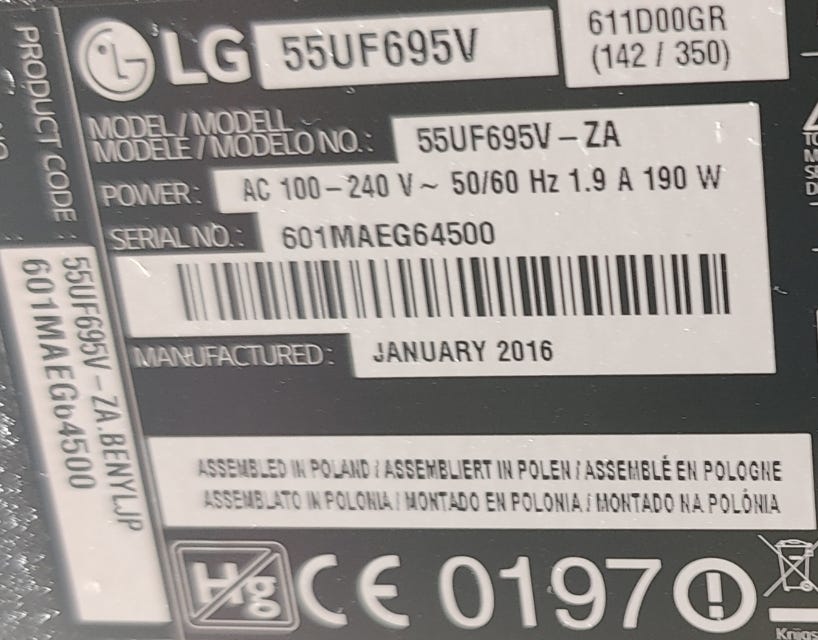 LG 55UF695V
611D00GR
(142 / 350)
MODEL / MODELL
MODÈLE / MODELO NO.: 55UF695V – ZA
POWER: AC 100 – 240 V ~ 50/60 Hz 1.9 A 190 W
SERIAL NO.: 601MAEG64500
MANUFACTURED: JANUARY 2016
ASSEMBLED IN POLAND / ASSEMBLIERT IN POLEN / ASSEMBLÉ EN POLOGNE
ASSEMBLATO IN POLONIA / MONTADO EN POLONIA / MONTADO NA POLÓNIA
Hg CE 0197
PRODUCT CODE:
55UF695V – ZA.BENYLJP
601MAEG64500